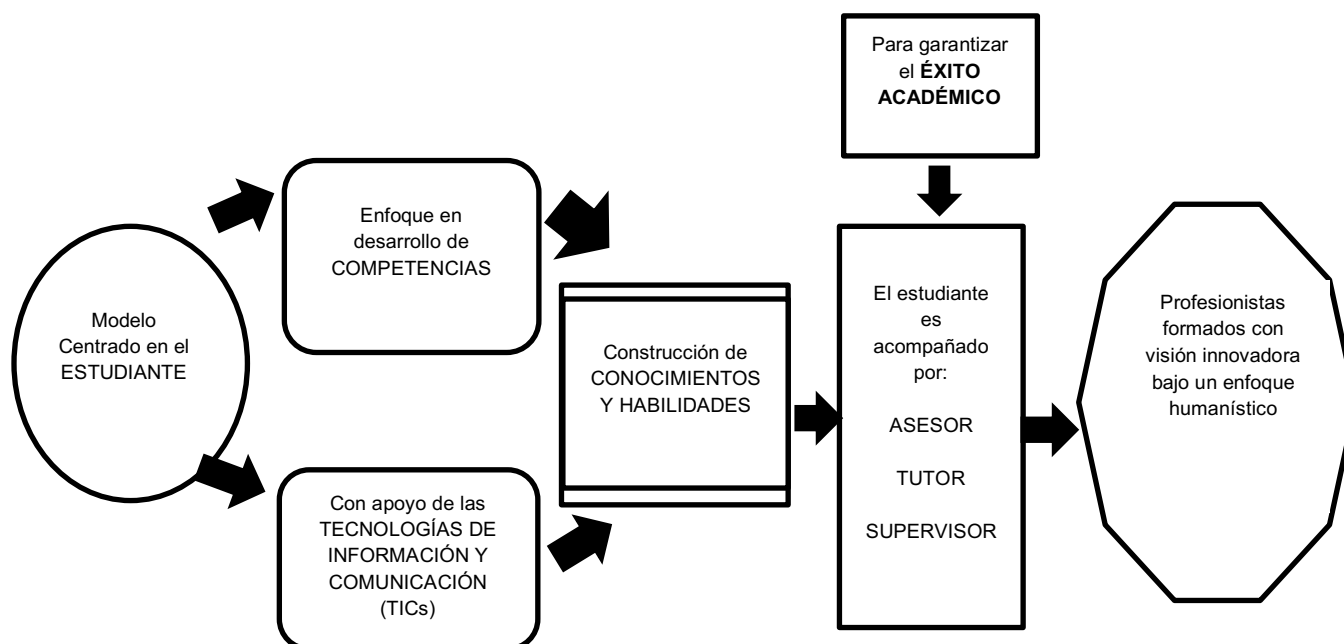 Modelo
Centrado en el
ESTUDIANTE
Enfoque en
desarrollo de
COMPETENCIAS
Con apoyo de las
TECNOLOGÍAS DE
INFORMACIÓN Y
COMUNICACIÓN
(TICs)
Construcción de
CONOCIMIENTOS
Y HABILIDADES
Para garantizar
el ÉXITO
ACADÉMICO
El estudiante
es
acompañado
por:
ASESOR
TUTOR
SUPERVISOR
Profesionistas
formados con
visión innovadora
bajo un enfoque
humanístico